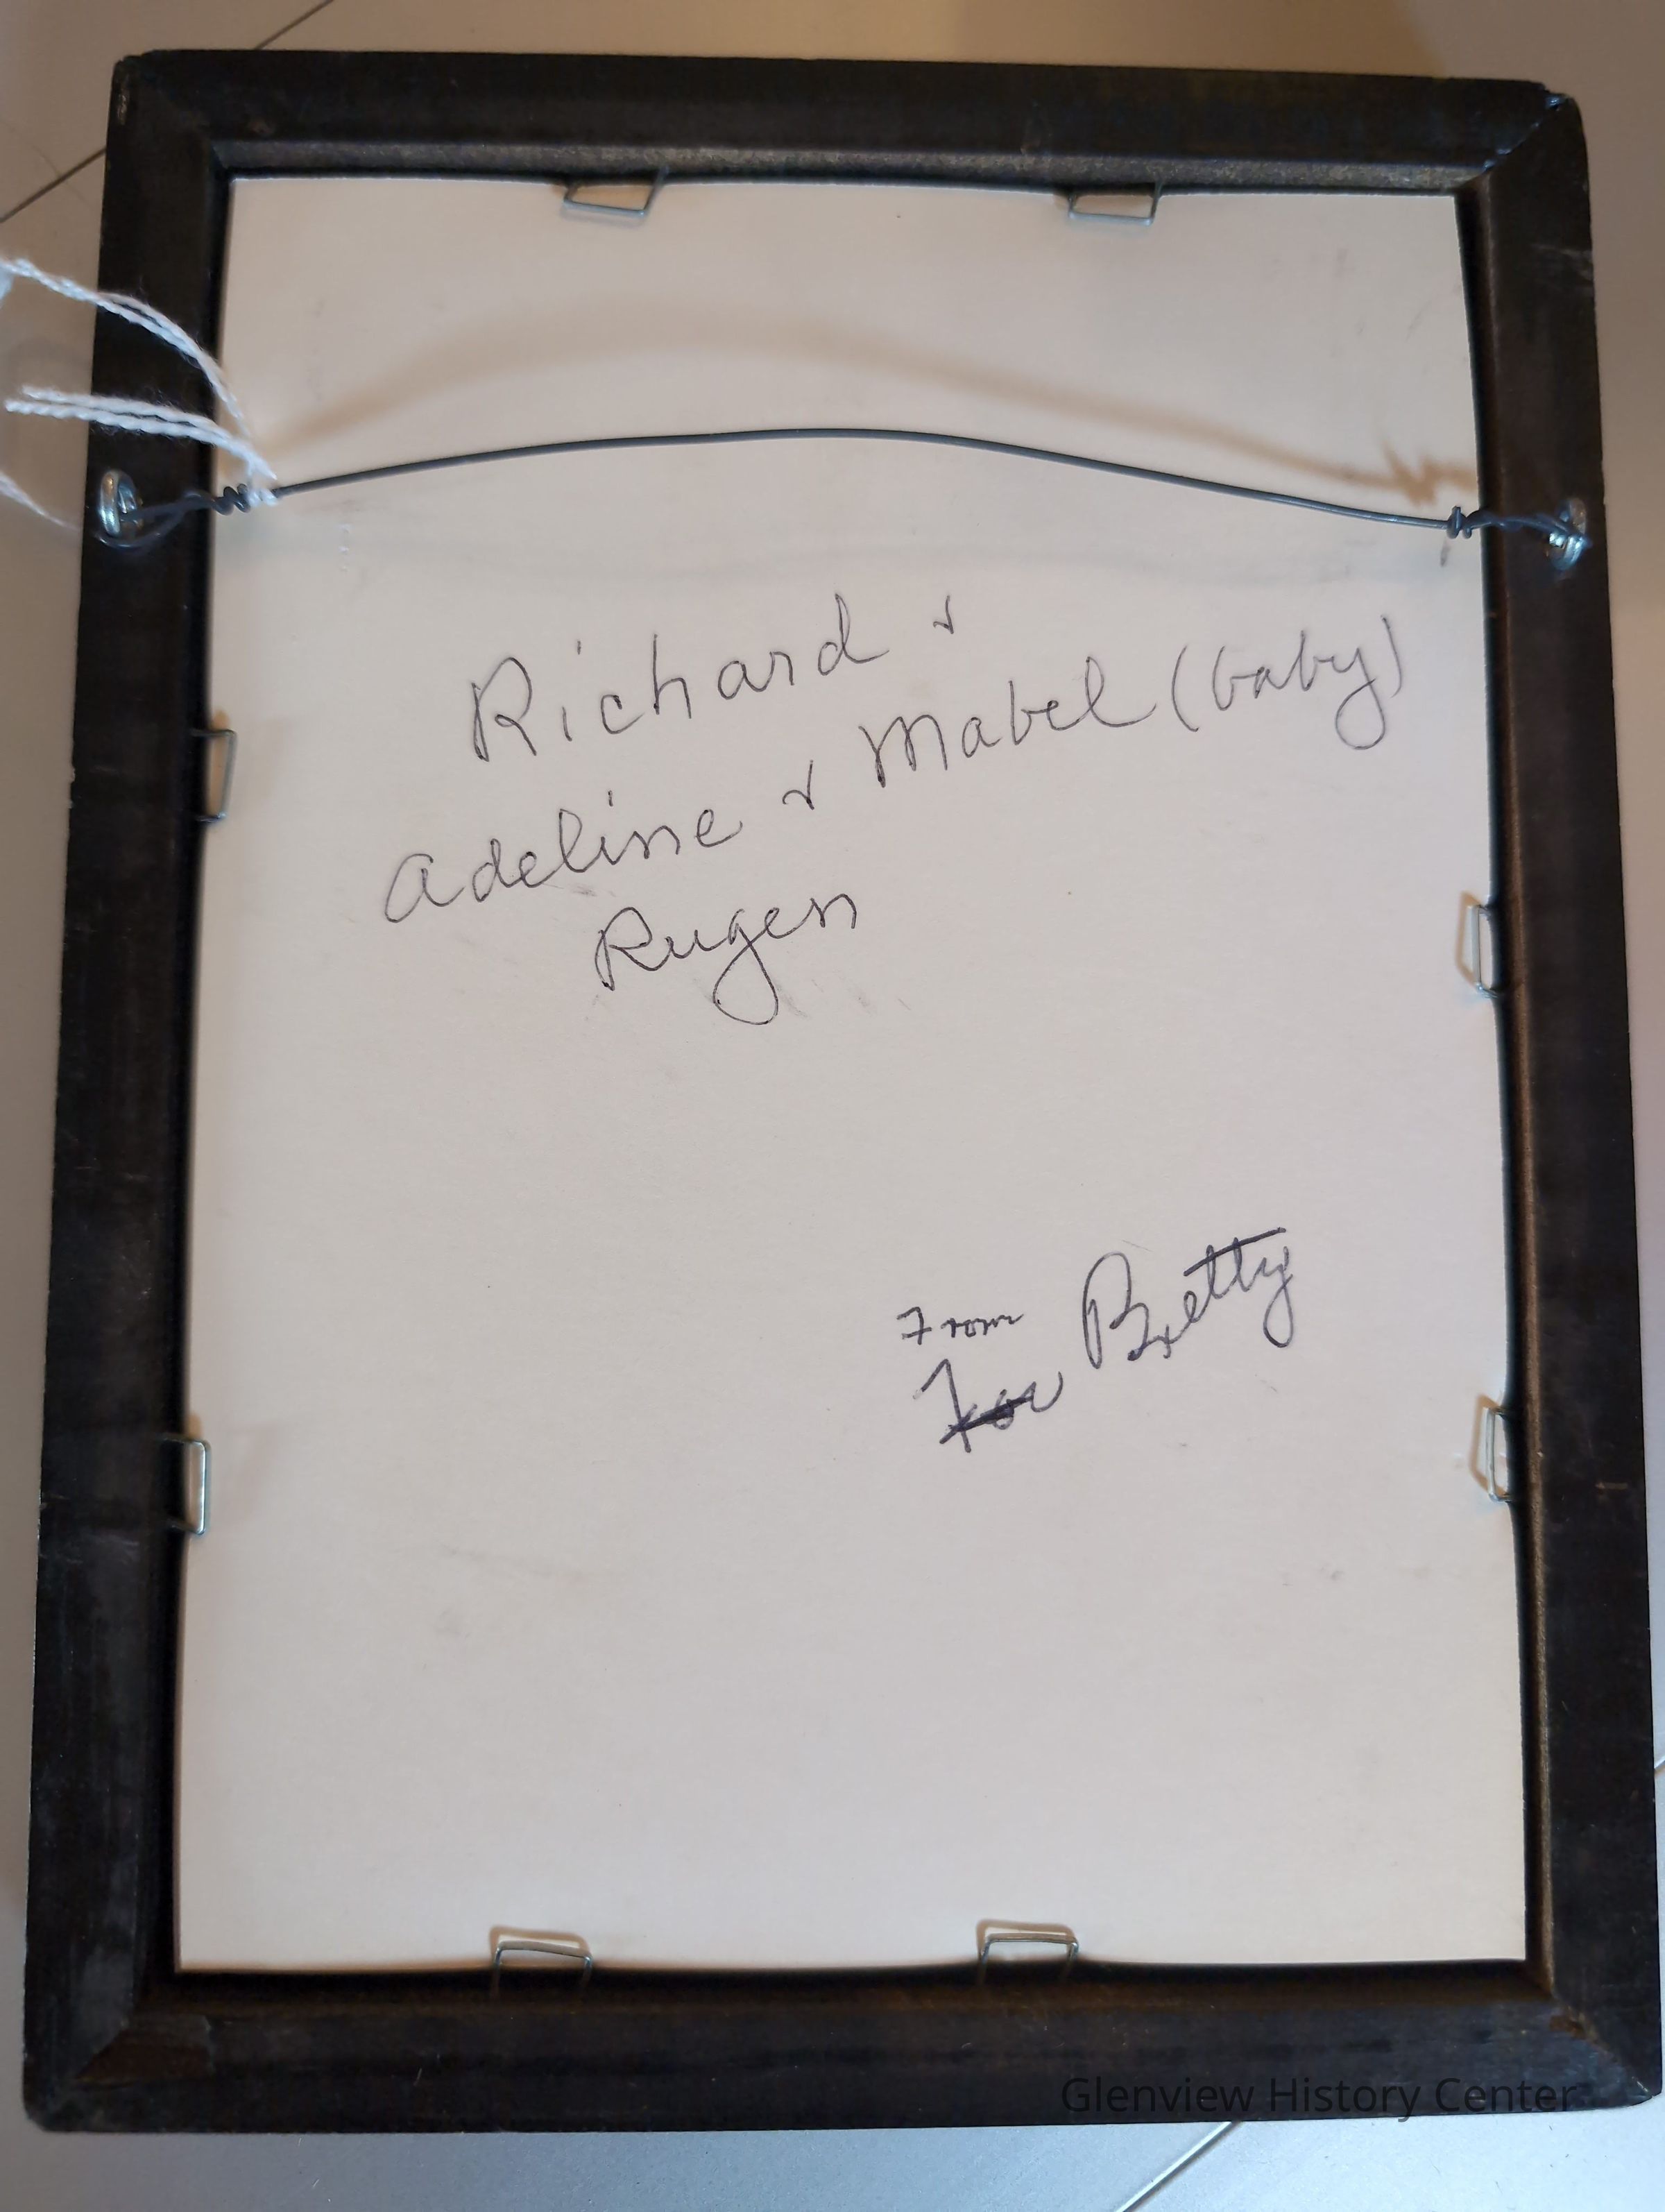 Richard &
Adeline & Mabel (baby)
Rugen
From Betty
For
Glenview History Center